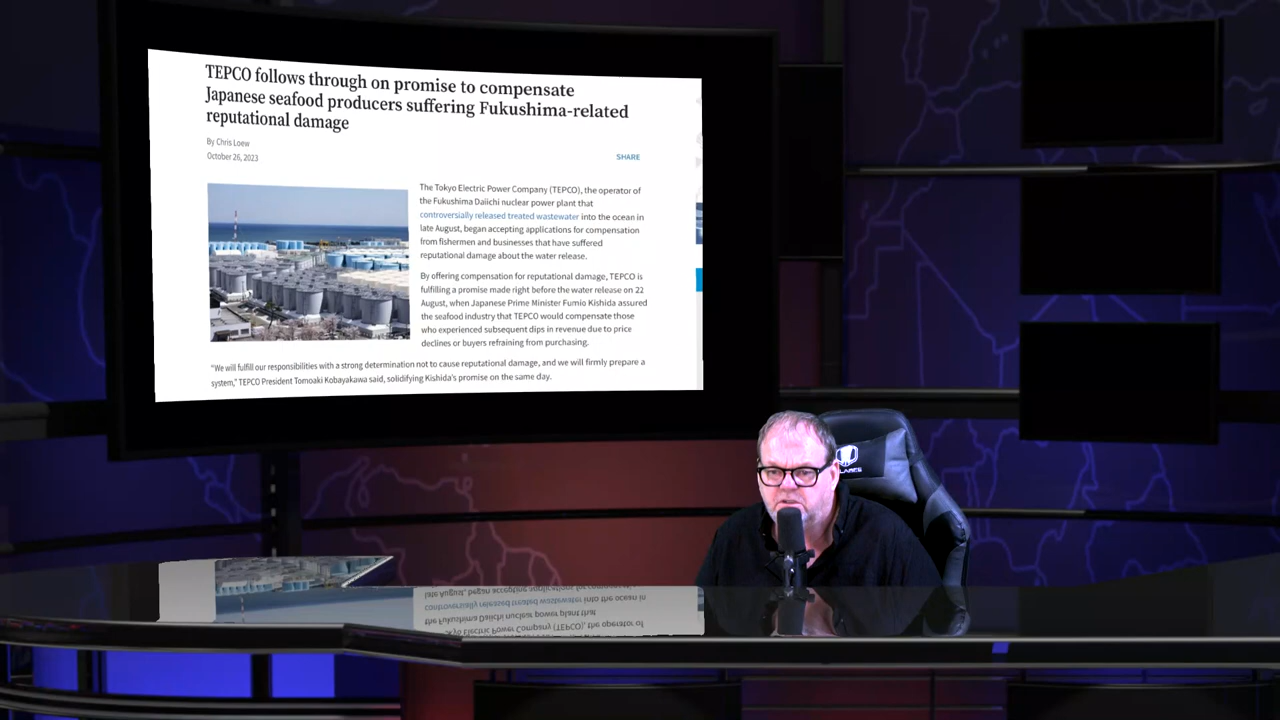 TEPCO follows through on promise to compensate
Japanese seafood producers suffering Fukushima-related
reputational damage
By Chris Loew
October 26, 2023
SHARE
The Tokyo Electric Power Company (TEPCO), the operator of
the Fukushima Daiichi nuclear power plant that
controversially released treated wastewater into the ocean in
late August, began accepting applications for compensation
from fishermen and businesses that have suffered
reputational damage about the water release.
By offering compensation for reputational damage, TEPCO is
fulfilling a promise made right before the water release on 22
August, when Japanese Prime Minister Fumio Kishida assured
the seafood industry that TEPCO would compensate those
who experienced subsequent dips in revenue due to price
declines or buyers refraining from purchasing.
"We will fulfill our responsibilities with a strong determination not to cause reputational damage, and we will firmly prepare a
system," TEPCO President Tomoaki Kobayakawa said, solidifying Kishida's promise on the same day.